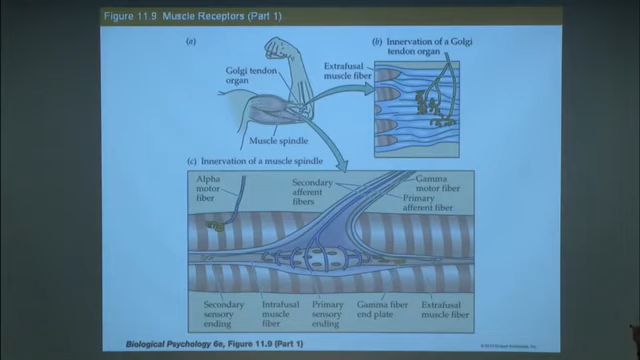 Figure 11.9 Muscle Receptors (Part 1)
(a)
Golgi tendon
organ
Muscle spindle
(b) Innervation of a Golgi
tendon organ
Extrafusal
muscle fiber
(c) Innervation of a muscle spindle
Alpha
motor
fiber
Secondary
afferent
fibers
Gamma
motor fiber
Primary
afferent fiber
Secondary
sensory
ending
Intrafusal
muscle
fiber
Primary
sensory
ending
Gamma fiber
end plate
Extrafusal
muscle fiber
Biological Psychology 6e, Figure 11.9 (Part 1)